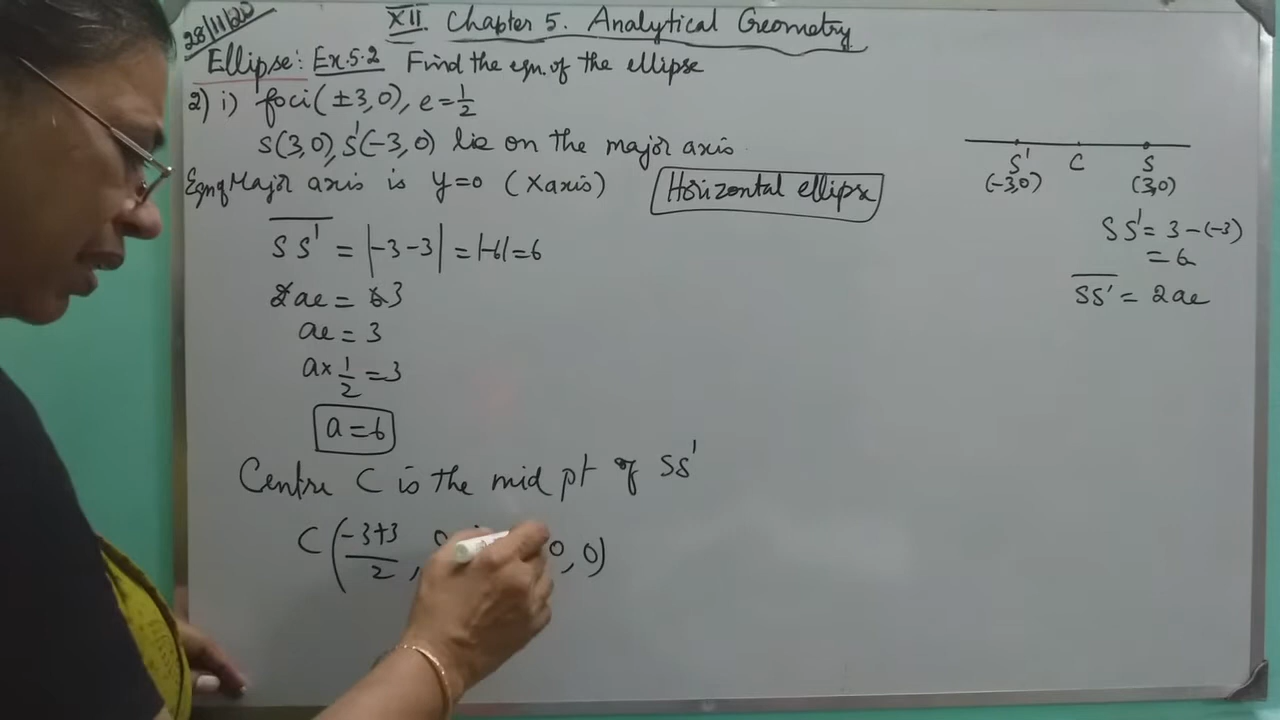 28/11/20
XII. Chapter 5. Analytical Geometry
Ellipse: Ex.5.2 Find the eqn. of the ellipse
2) i) foci (±3,0), e = 1/2
S(3,0), S'(-3,0) lie on the major axis.
Eqn of Major axis is y=0 (X axis)
Horizontal ellipse
SS' = |-3-3| = |-6| = 6
2ae = 6 3
ae = 3
a × 1/2 = 3
a = 6
Centre C is the mid pt of SS'
C (-3+3/2, 0 0, 0)
S' C S
(-3,0) (3,0)
SS' = 3-(-3)
= 6
SS' = 2ae